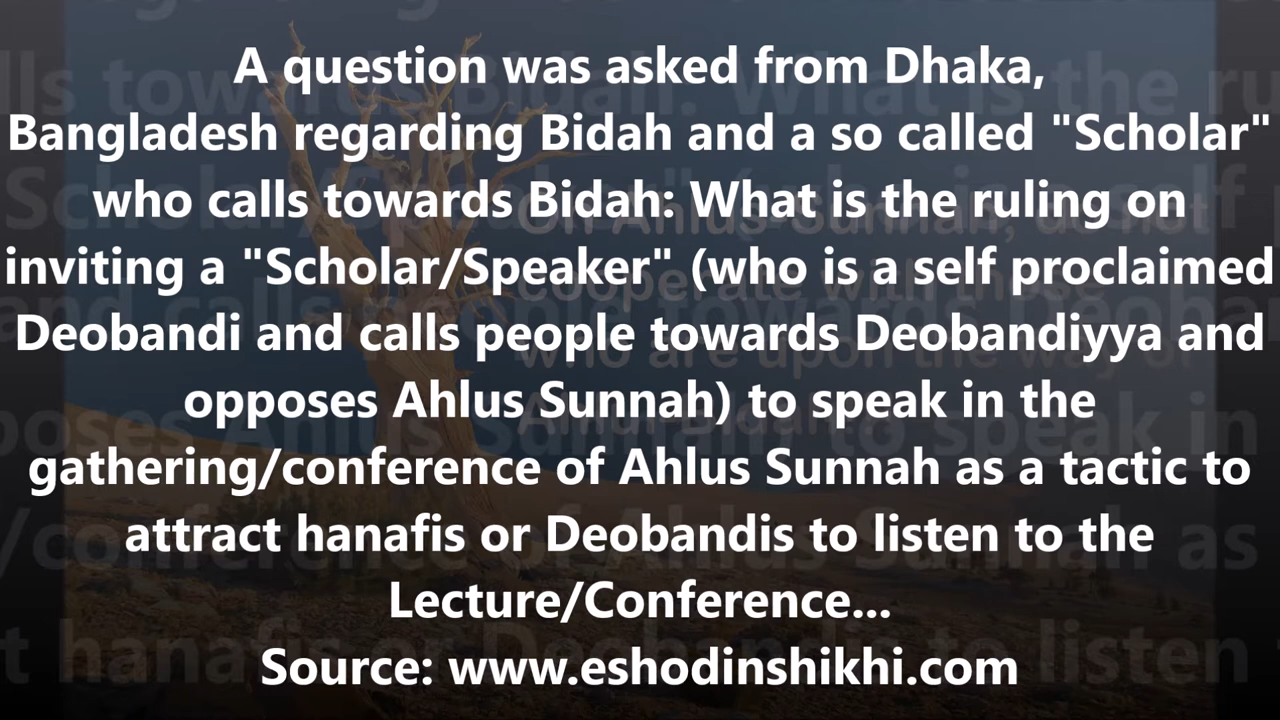 A question was asked from Dhaka,
Bangladesh regarding Bidah and a so called "Scholar"
who calls towards Bidah: What is the ruling on
inviting a "Scholar/Speaker" (who is a self proclaimed
Deobandi and calls people towards Deobandiyya and
opposes Ahlus Sunnah) to speak in the
gathering/conference of Ahlus Sunnah as a tactic to
attract hanafis or Deobandis to listen to the
Lecture/Conference...
Source: www.eshodinshikhi.com